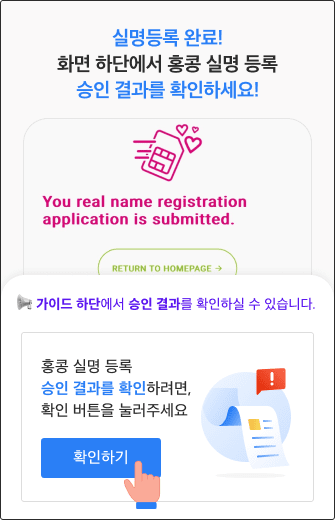 실명등록 완료!
화면 하단에서 홍콩 실명 등록
승인 결과를 확인하세요!
You real name registration
application is submitted.
RETURN TO HOMEPAGE →
가이드 하단에서 승인 결과를 확인하실 수 있습니다.
홍콩 실명 등록
승인 결과를 확인하려면,
확인 버튼을 눌러주세요
확인하기